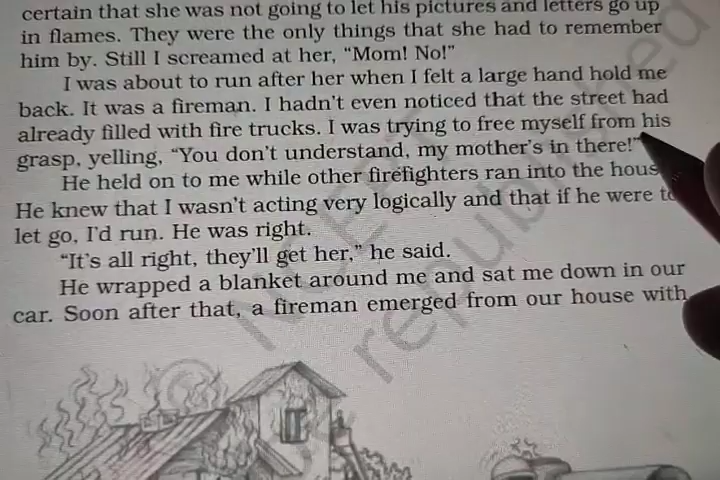 certain that she was not going to let his pictures and letters go up
in flames. They were the only things that she had to remember
him by. Still I screamed at her, “Mom! No!”
I was about to run after her when I felt a large hand hold me
back. It was a fireman. I hadn’t even noticed that the street had
already filled with fire trucks. I was trying to free myself from his
grasp, yelling, “You don’t understand, my mother’s in there!”
He held on to me while other firefighters ran into the hous
He knew that I wasn’t acting very logically and that if he were to
let go, I’d run. He was right.
“It’s all right, they’ll get her,” he said.
He wrapped a blanket around me and sat me down in our
car. Soon after that, a fireman emerged from our house with
NCERT
republished